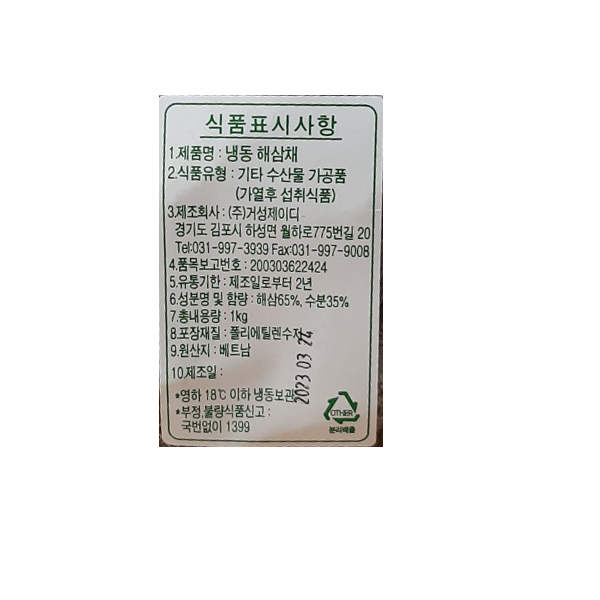 식품표시사항
1.제품명 : 냉동 해삼채
2.식품유형 : 기타 수산물 가공품
(가열후 섭취식품)
3.제조회사 : (주)거성제이디
경기도 김포시 하성면 월하로775번길 20
Tel:031-997-3939 Fax:031-997-9008
4.품목보고번호 : 200303622424
5.유통기한 : 제조일로부터 2년
6.성분명 및 함량 : 해삼65%, 수분35%
7.총내용량 : 1kg
8.포장재질 : 폴리에틸렌수지
9.원산지 : 베트남
10.제조일 :
2023 03 24
*영하 18℃ 이하 냉동보관
*부정,불량식품신고 :
국번없이 1399
OTHER
분리배출